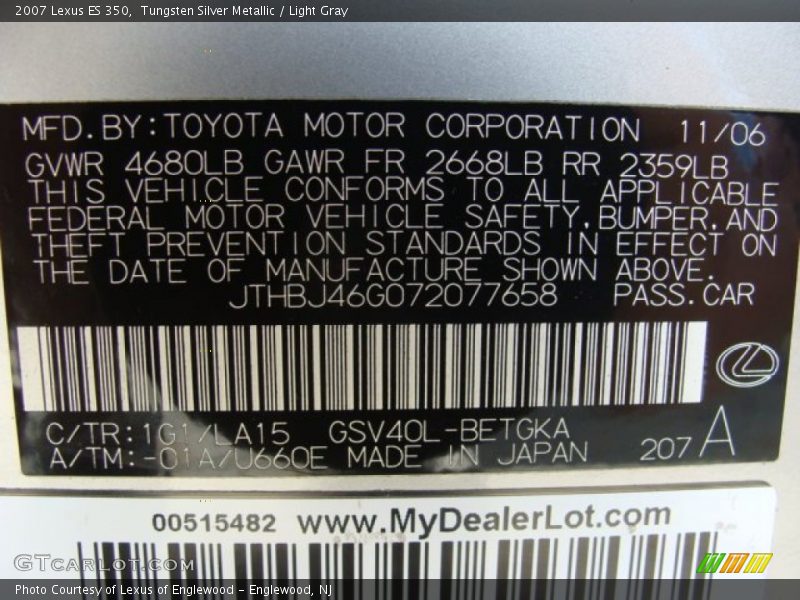 2007 Lexus ES 350,  Tungsten Silver Metallic / Light Gray
MFD.BY:TOYOTA MOTOR CORPORATION 11/06
GVWR 4680LB GAWR FR 2668LB RR 2359LB
THIS VEHICLE CONFORMS TO ALL APPLICABLE
FEDERAL MOTOR VEHICLE SAFETY,BUMPER,AND
THEFT PREVENTION STANDARDS IN EFFECT ON
THE DATE OF MANUFACTURE SHOWN ABOVE.
JTHBJ46G072077658 PASS.CAR
C/TR:1G1/LA15 GSV40L-BETGKA
A/TM:-01A/U660E MADE IN JAPAN 207 A
00515482 www.MyDealerLot.com
GTcarlot.com
Photo Courtesy of Lexus of Englewood - Englewood, NJ